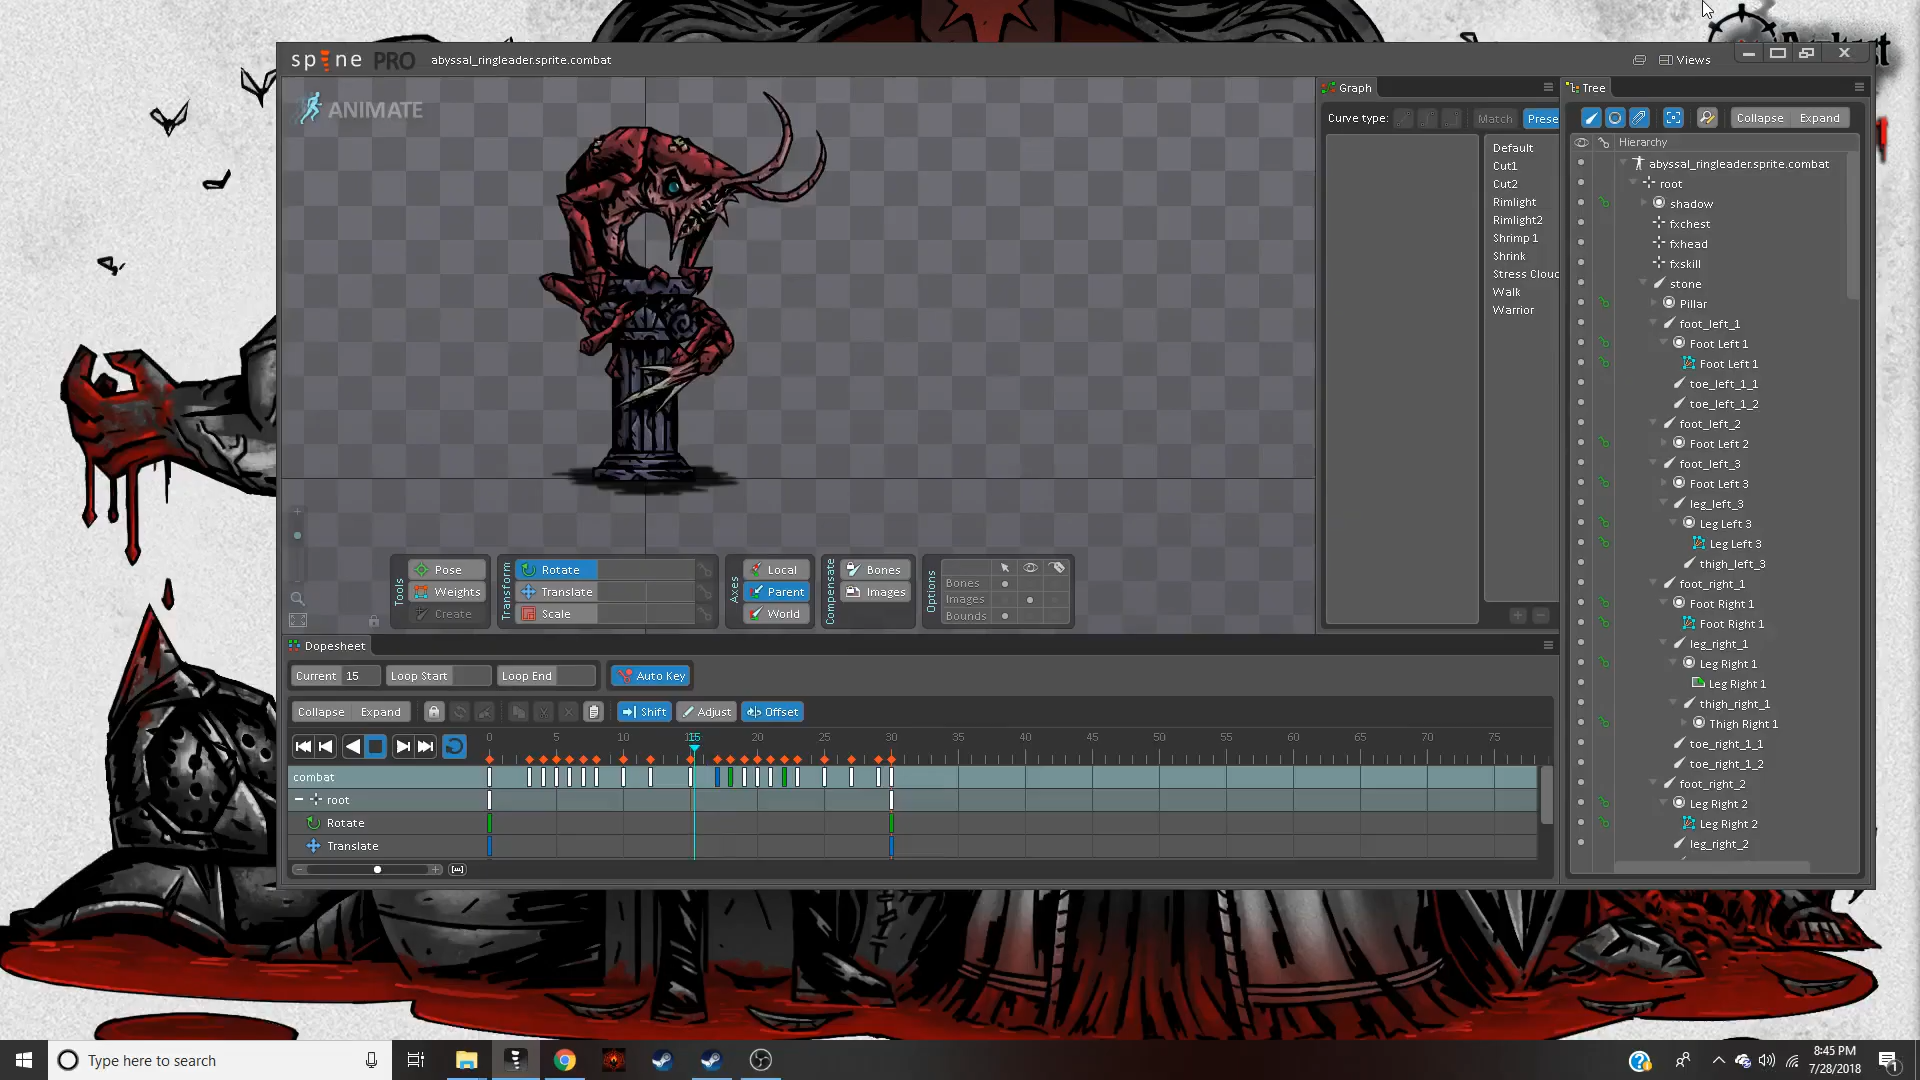 spine PRO abyssal_ringleader.sprite.combat
Views
ANIMATE
Graph
Curve type: Match Prese
Default
Cut1
Cut2
Rimlight
Rimlight2
Shrimp 1
Shrink
Stress Clouc
Walk
Warrior
Tree
Collapse Expand
Hierarchy
abyssal_ringleader.sprite.combat
root
shadow
fxchest
fxhead
fxskill
stone
Pillar
foot_left_1
Foot Left 1
Foot Left 1
toe_left_1_1
toe_left_1_2
foot_left_2
Foot Left 2
foot_left_3
Foot Left 3
leg_left_3
Leg Left 3
Leg Left 3
thigh_left_3
foot_right_1
Foot Right 1
Foot Right 1
leg_right_1
Leg Right 1
Leg Right 1
thigh_right_1
Thigh Right 1
toe_right_1_1
toe_right_1_2
foot_right_2
Leg Right 2
Leg Right 2
leg_right_2
Tools
Pose
Weights
Create
Transform
Rotate
Translate
Scale
Axes
Local
Parent
World
Compensate
Bones
Images
Options
Bones
Images
Bounds
Dopesheet
Current 15 Loop Start Loop End Auto Key
Collapse Expand Shift Adjust Offset
0 5 10 15 20 25 30 35 40 45 50 55 60 65 70 75
combat
root
Rotate
Translate
Type here to search
8:45 PM
7/28/2018
1